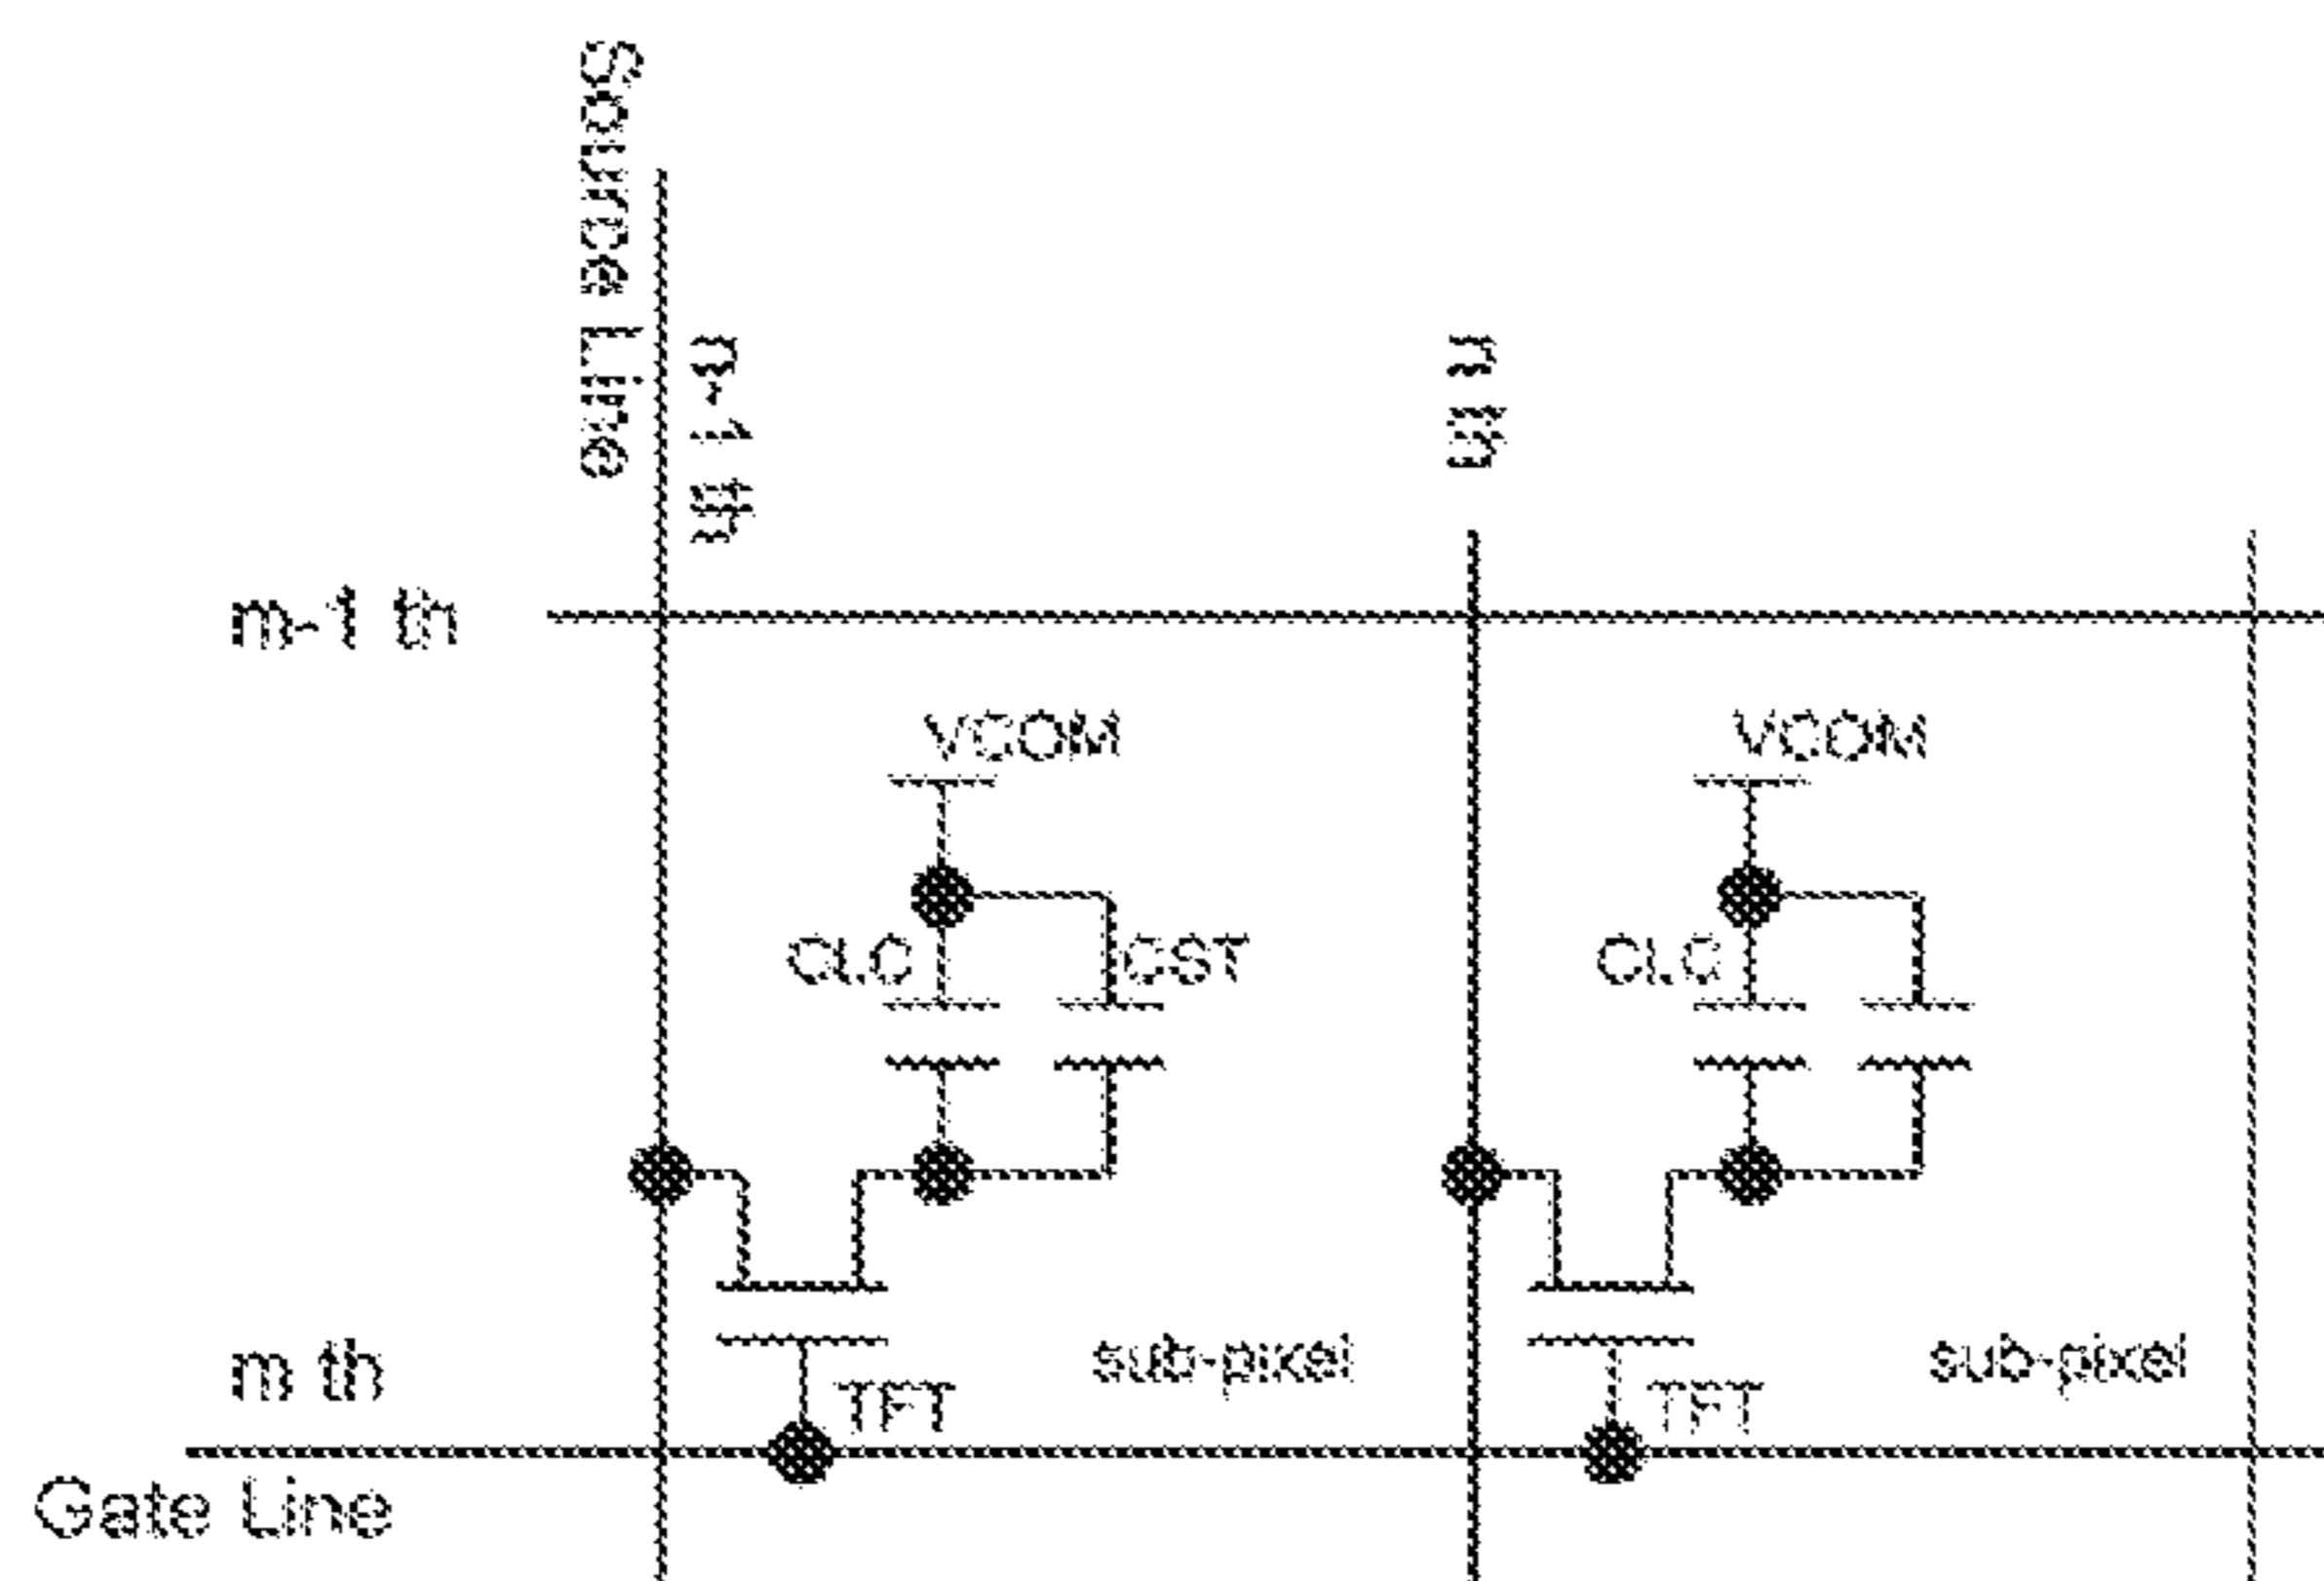 Source Line
n-1 th
n th
m-1 th
VCOM
VCOM
CLC
CST
CLC
m th
sub-pixel
sub-pixel
TFT
TFT
Gate Line